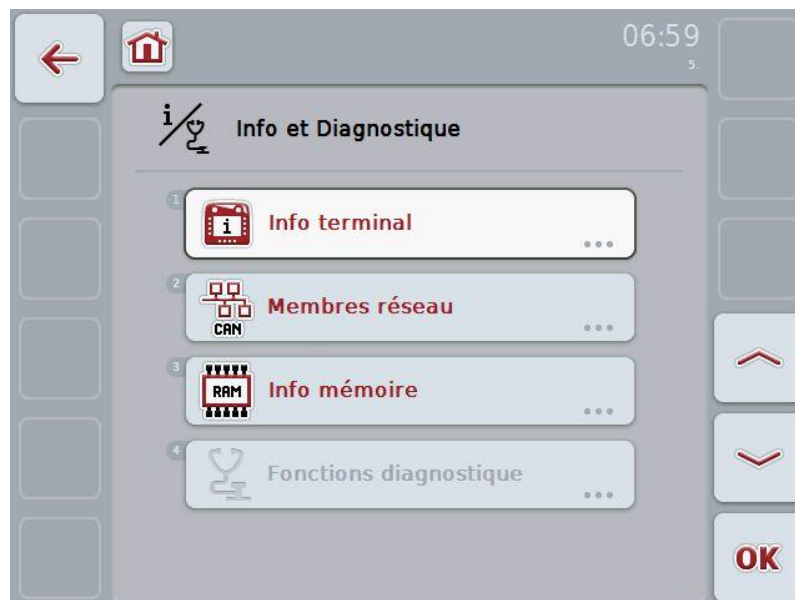 06:59
5.
i
Info et Diagnostique
1
i
Info terminal
2
CAN
Membres réseau
3
RAM
Info mémoire
4
Fonctions diagnostique
OK